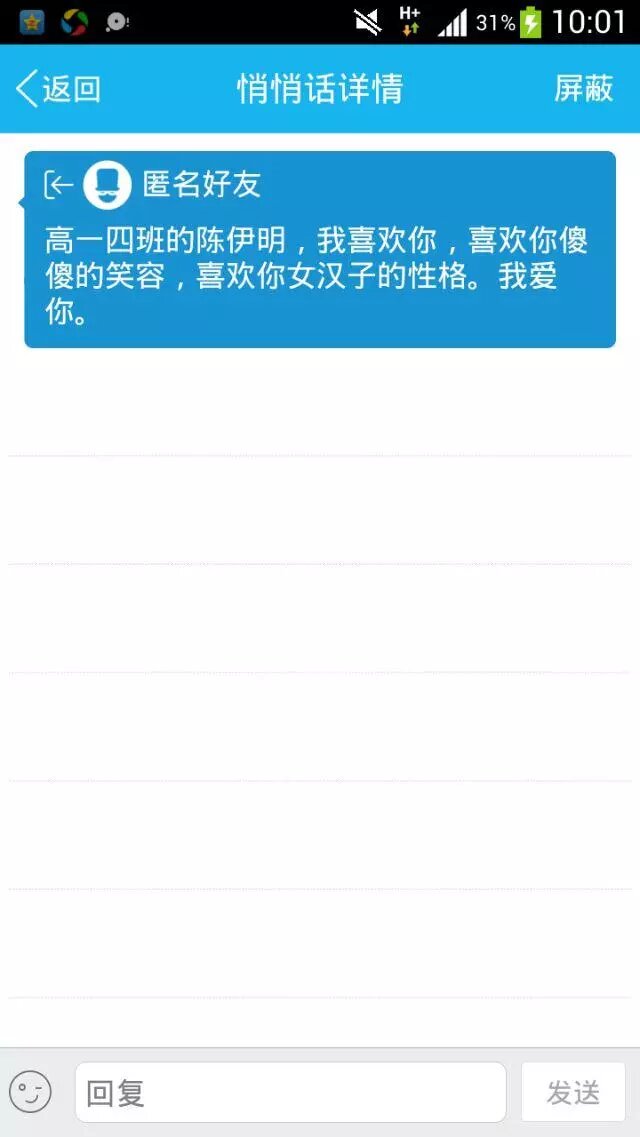 H+ 31% 10:01
返回 悄悄话详情 屏蔽
匿名好友
高一四班的陈伊明，我喜欢你，喜欢你傻
傻的笑容，喜欢你女汉子的性格。我爱
你。
回复 发送